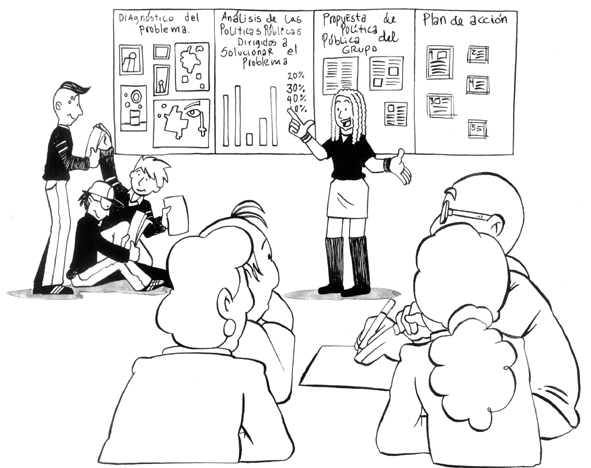 Diagnóstico del
problema.
Análisis de las
Políticas Públicas
Dirigidos a
Solucionar el
Problema
20%
30%
40%
Propuesta de
Política
Pública del
Grupo
Plan de acción